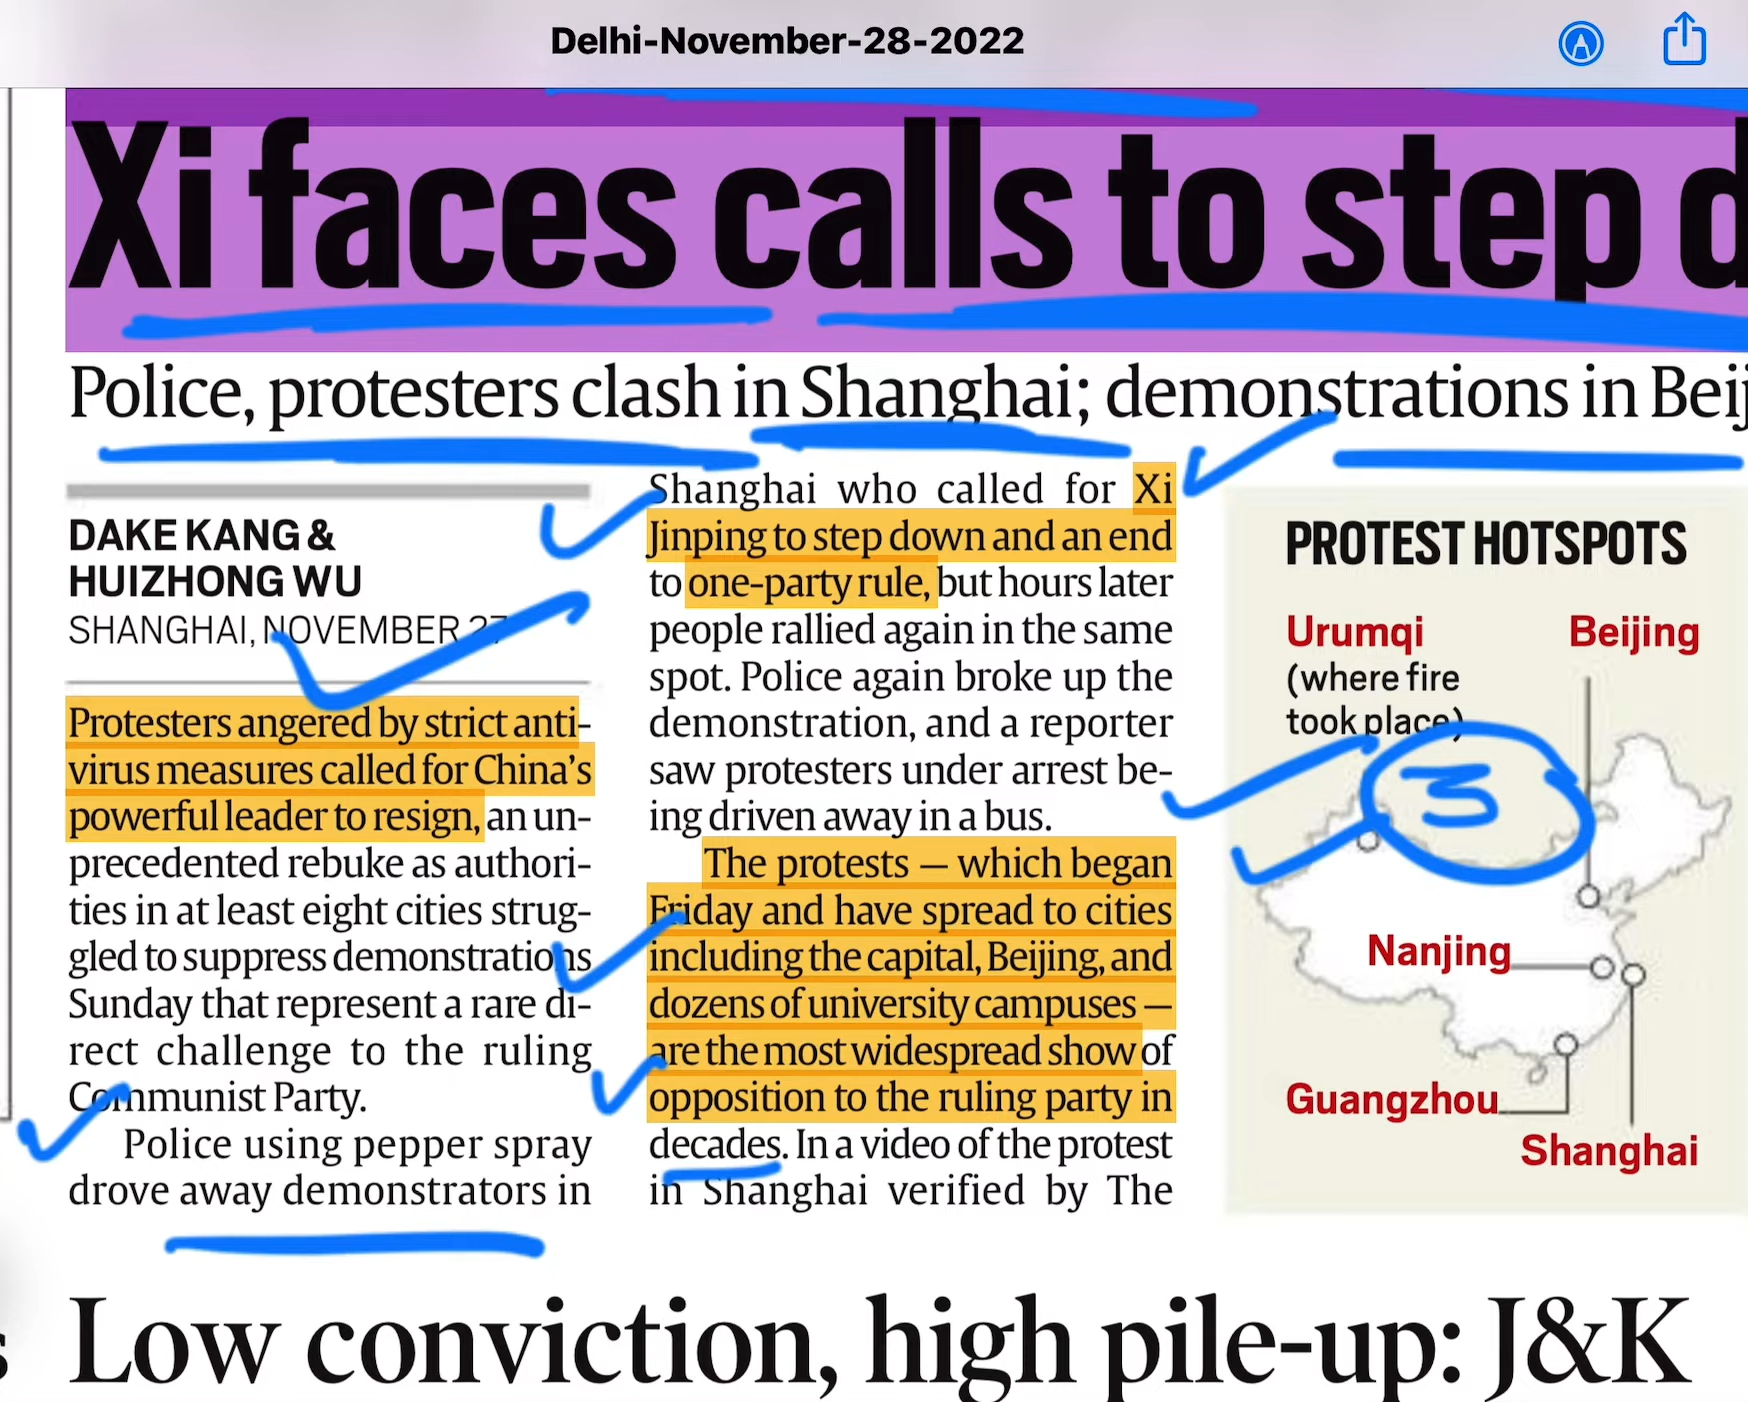 Delhi-November-28-2022
Xi faces calls to step d
Police, protesters clash in Shanghai; demonstrations in Beij
DAKE KANG &
HUIZHONG WU
SHANGHAI, NOVEMBER 27
Protesters angered by strict anti-
virus measures called for China's
powerful leader to resign, an un-
precedented rebuke as authori-
ties in at least eight cities strug-
gled to suppress demonstrations
Sunday that represent a rare di-
rect challenge to the ruling
Communist Party.
Police using pepper spray
drove away demonstrators in
Shanghai who called for Xi
Jinping to step down and an end
to one-party rule, but hours later
people rallied again in the same
spot. Police again broke up the
demonstration, and a reporter
saw protesters under arrest be-
ing driven away in a bus.
The protests — which began
Friday and have spread to cities
including the capital, Beijing, and
dozens of university campuses —
are the most widespread show of
opposition to the ruling party in
decades. In a video of the protest
in Shanghai verified by The
PROTEST HOTSPOTS
Urumqi
(where fire
took place)
Beijing
3
Nanjing
Guangzhou
Shanghai
s
Low conviction, high pile-up: J&K